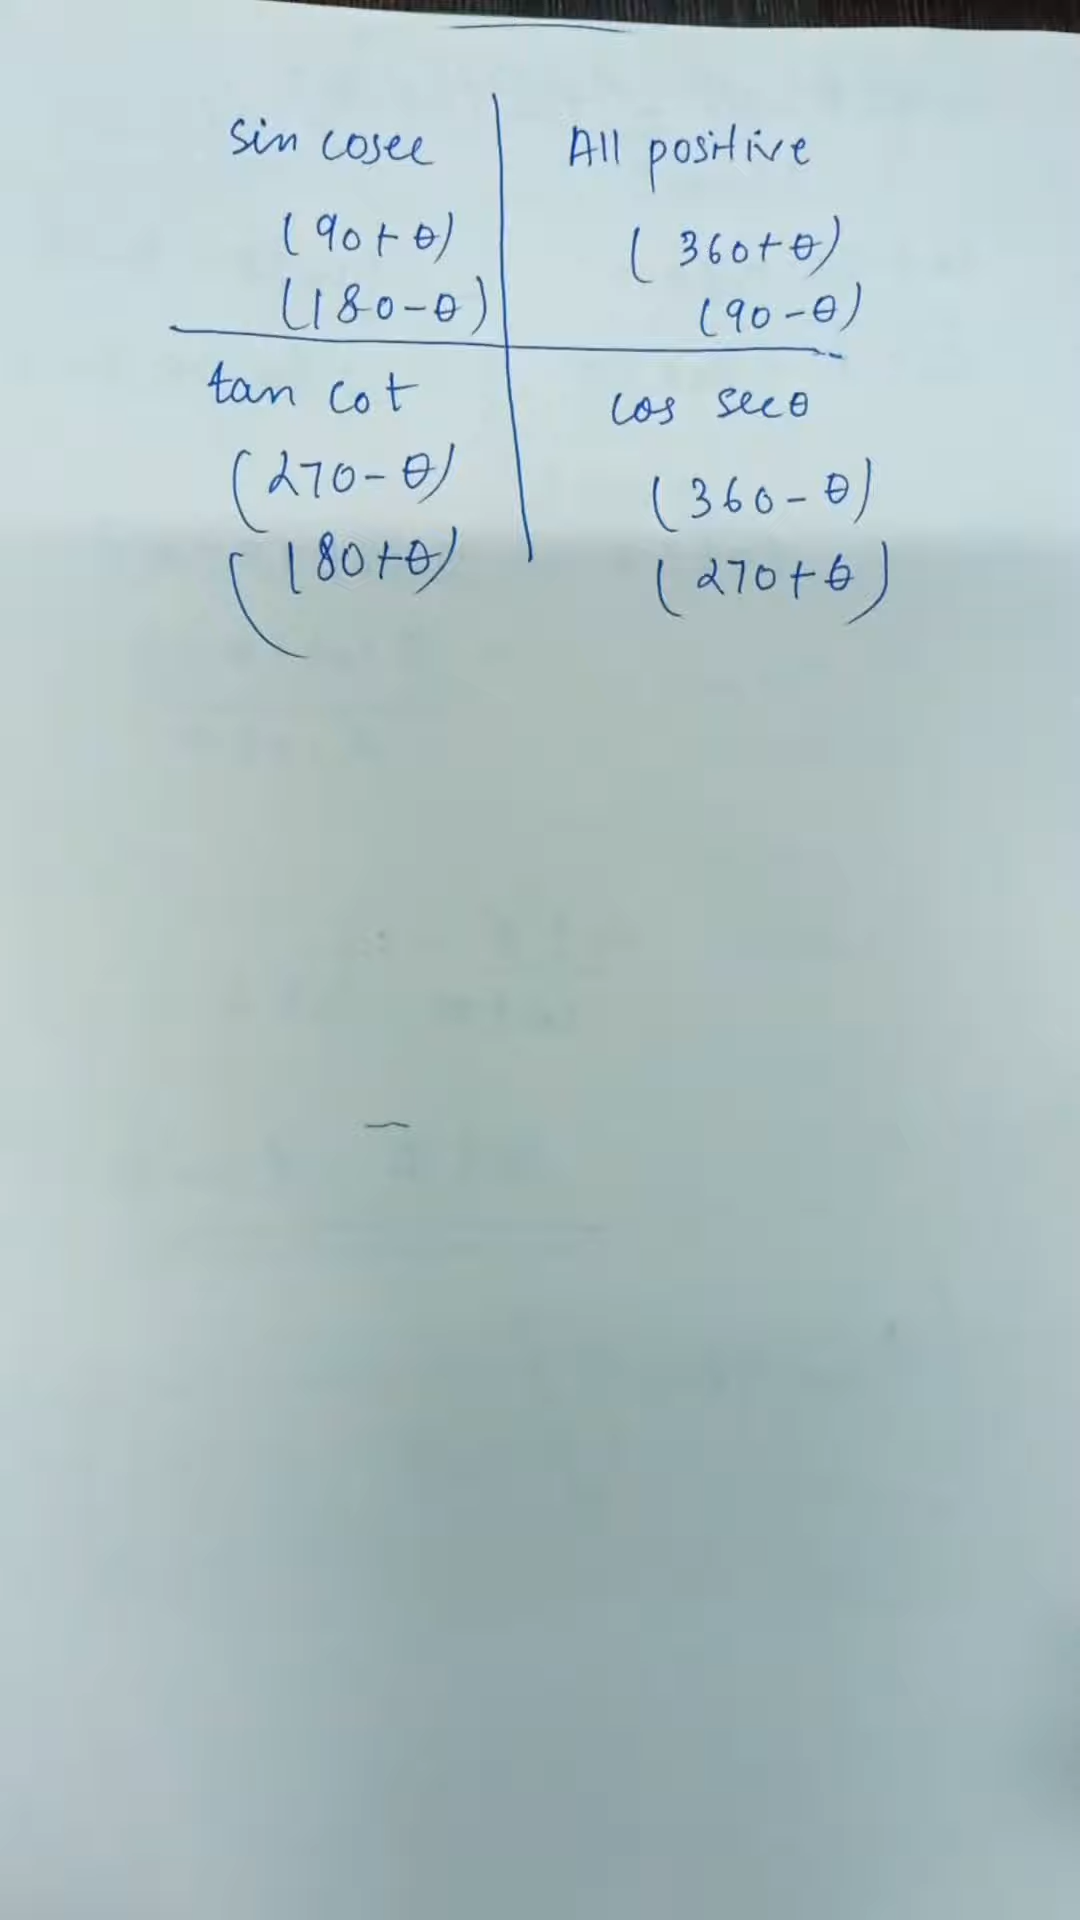 sin cosec
(90+θ)
(180-θ)
All positive
(360+θ)
(90-θ)
tan cot
(270-θ)
(180+θ)
cos secθ
(360-θ)
(270+θ)